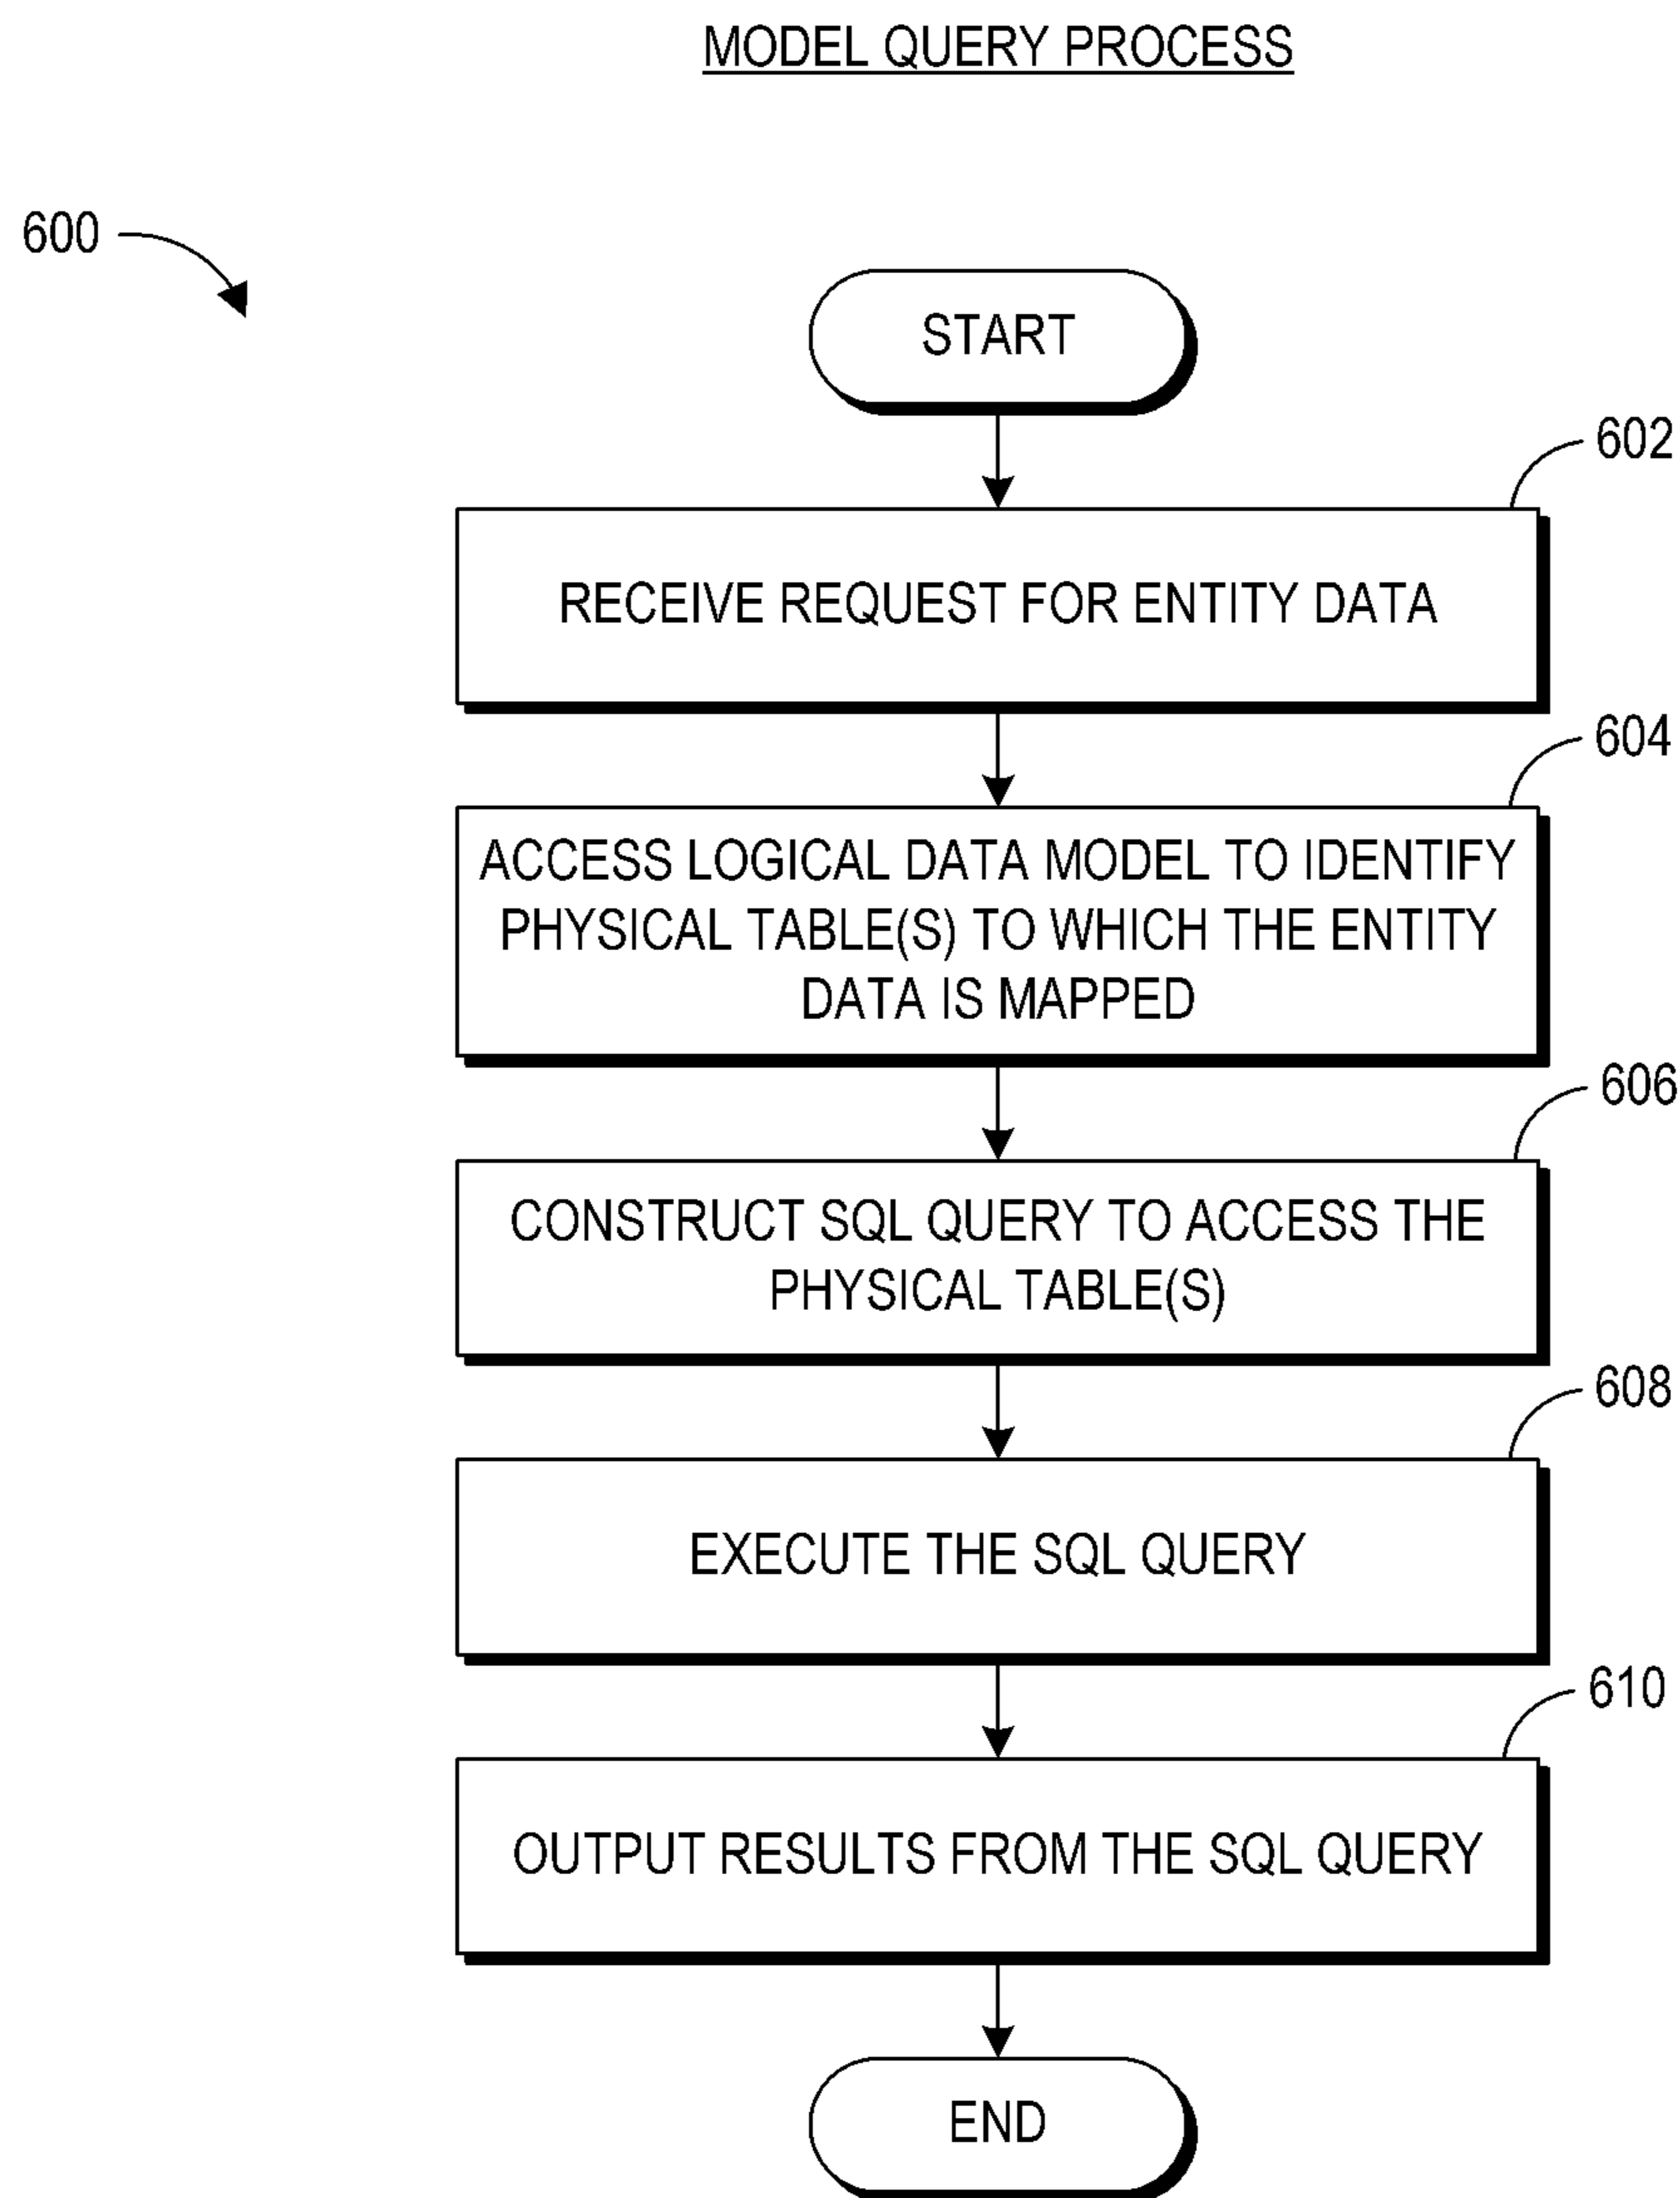 MODEL QUERY PROCESS
600
START
602
RECEIVE REQUEST FOR ENTITY DATA
604
ACCESS LOGICAL DATA MODEL TO IDENTIFY
PHYSICAL TABLE(S) TO WHICH THE ENTITY
DATA IS MAPPED
606
CONSTRUCT SQL QUERY TO ACCESS THE
PHYSICAL TABLE(S)
608
EXECUTE THE SQL QUERY
610
OUTPUT RESULTS FROM THE SQL QUERY
END